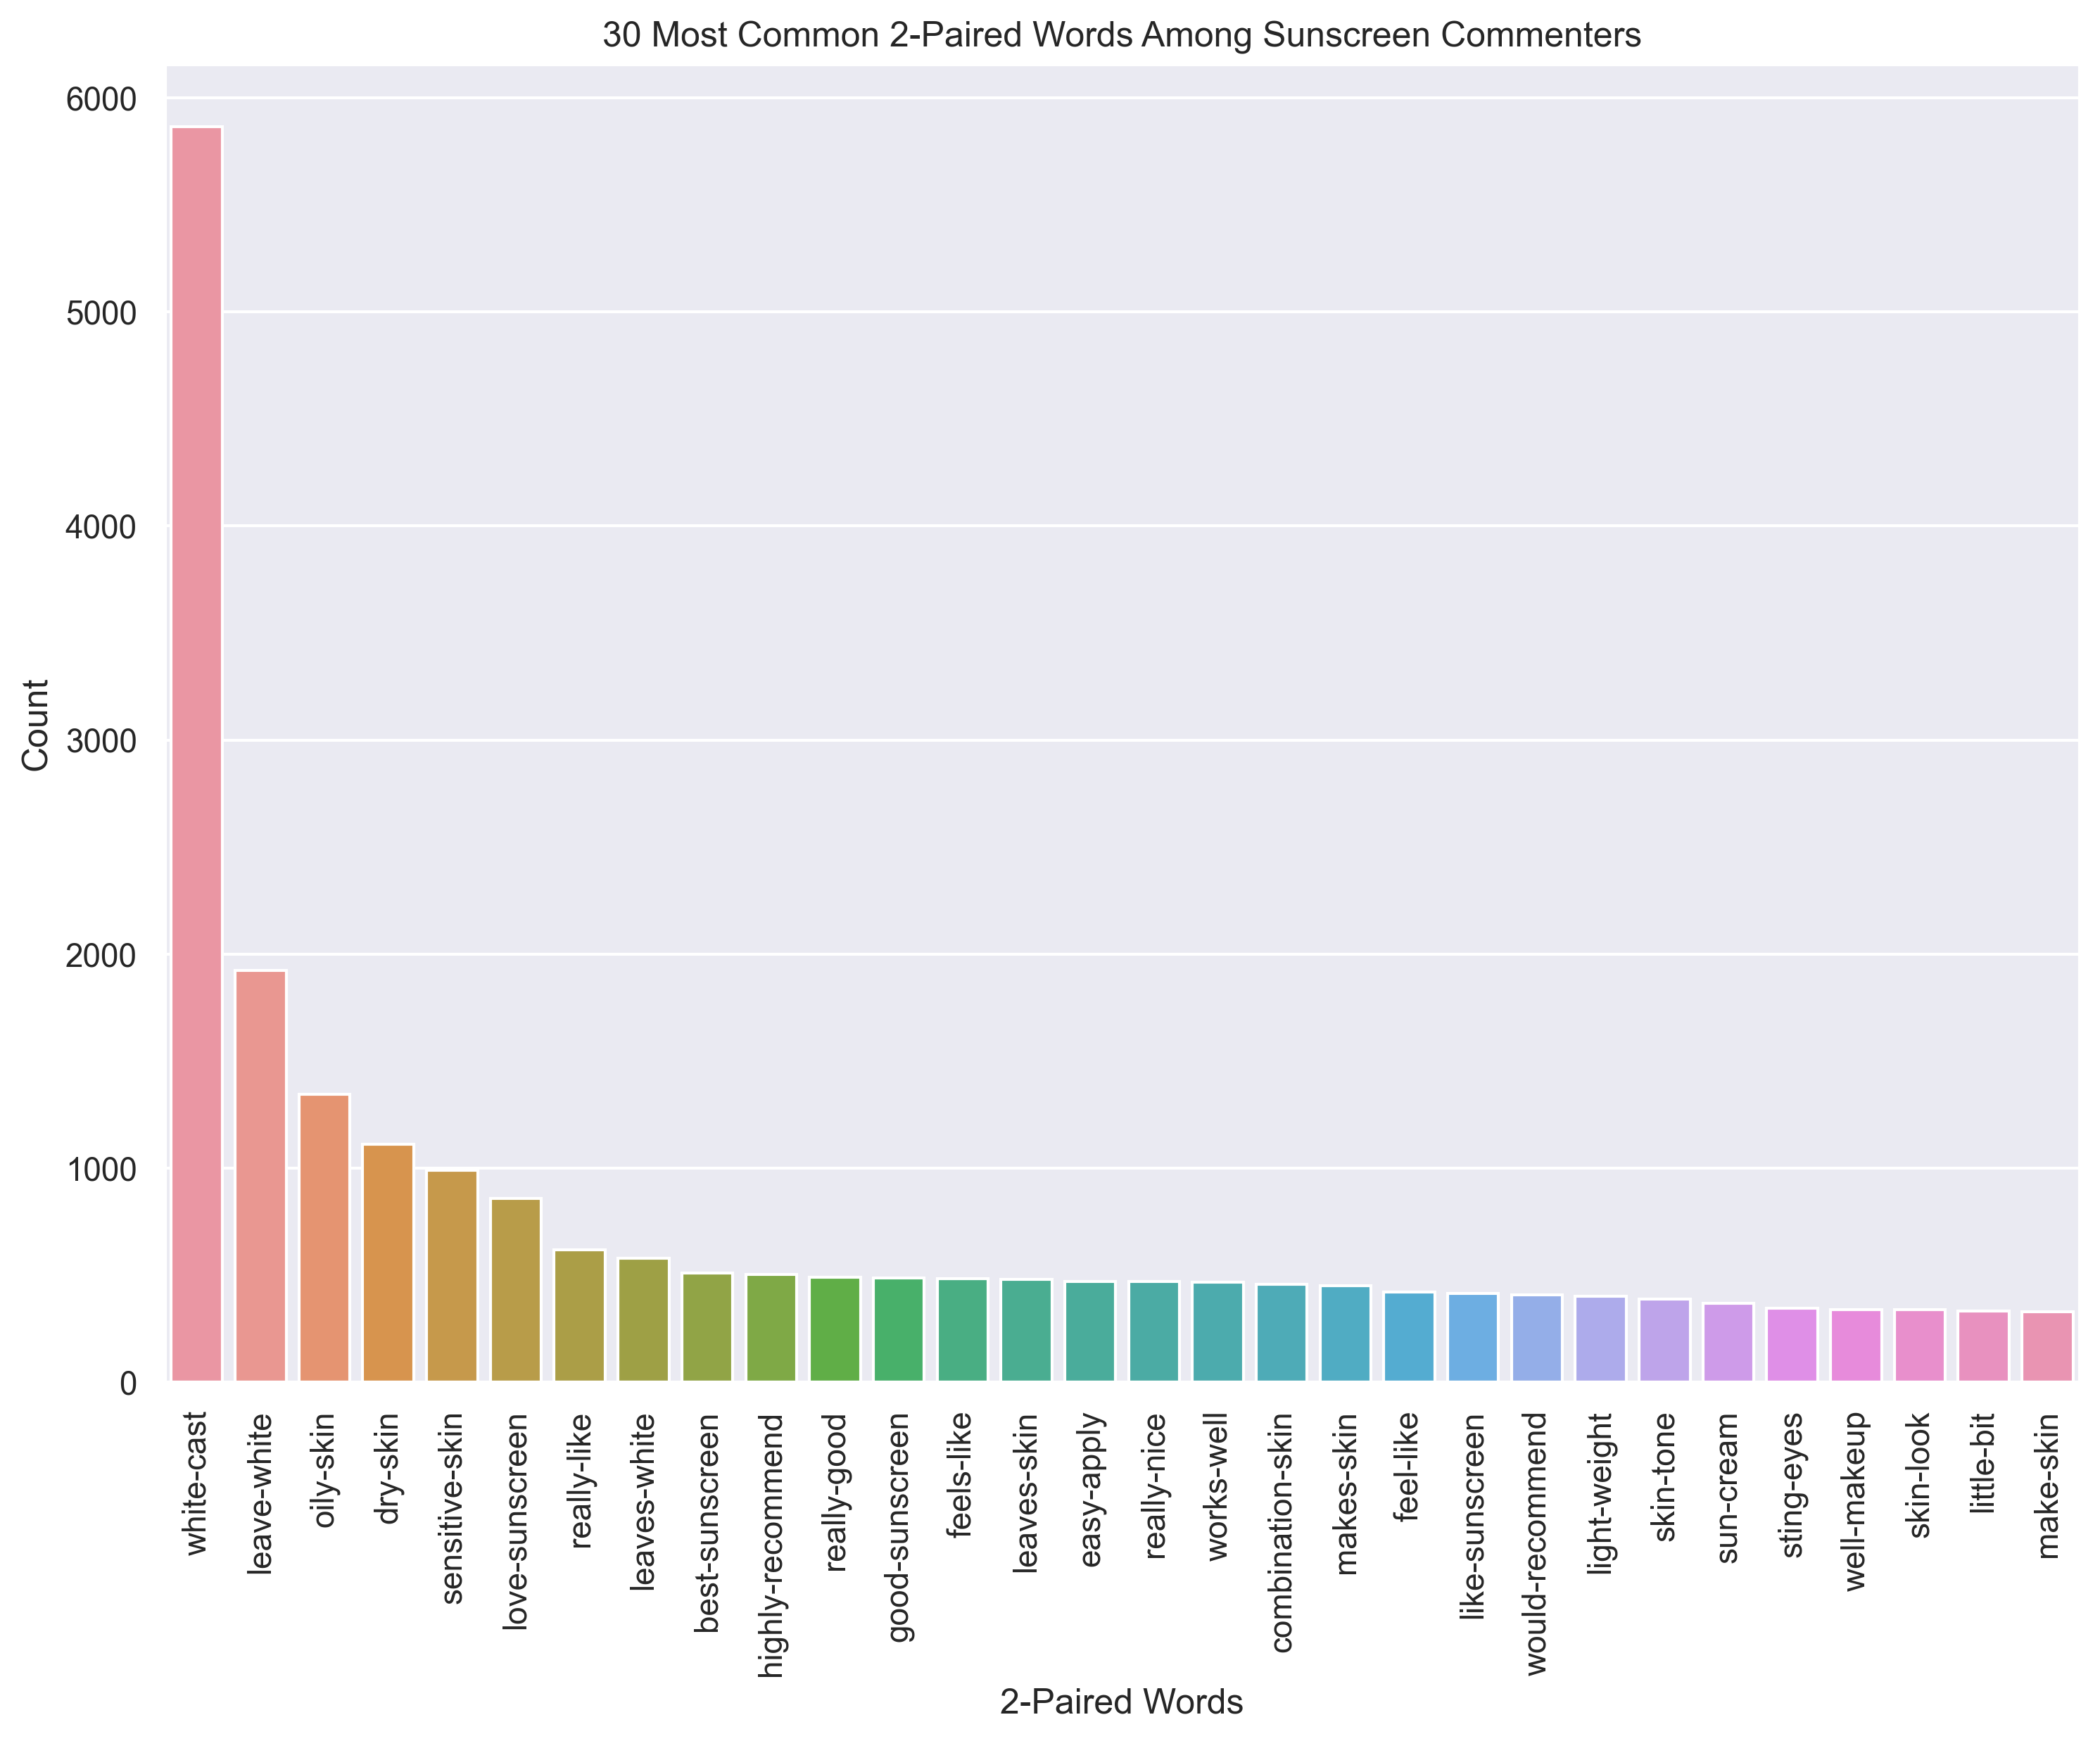 30 Most Common 2-Paired Words Among Sunscreen Commenters
Count
6000
5000
4000
3000
2000
1000
0
white-cast
leave-white
oily-skin
dry-skin
sensitive-skin
love-sunscreen
really-like
leaves-white
best-sunscreen
highly-recommend
really-good
good-sunscreen
feels-like
leaves-skin
easy-apply
really-nice
works-well
combination-skin
makes-skin
feel-like
like-sunscreen
would-recommend
light-weight
skin-tone
sun-cream
sting-eyes
well-makeup
skin-look
little-bit
make-skin
2-Paired Words